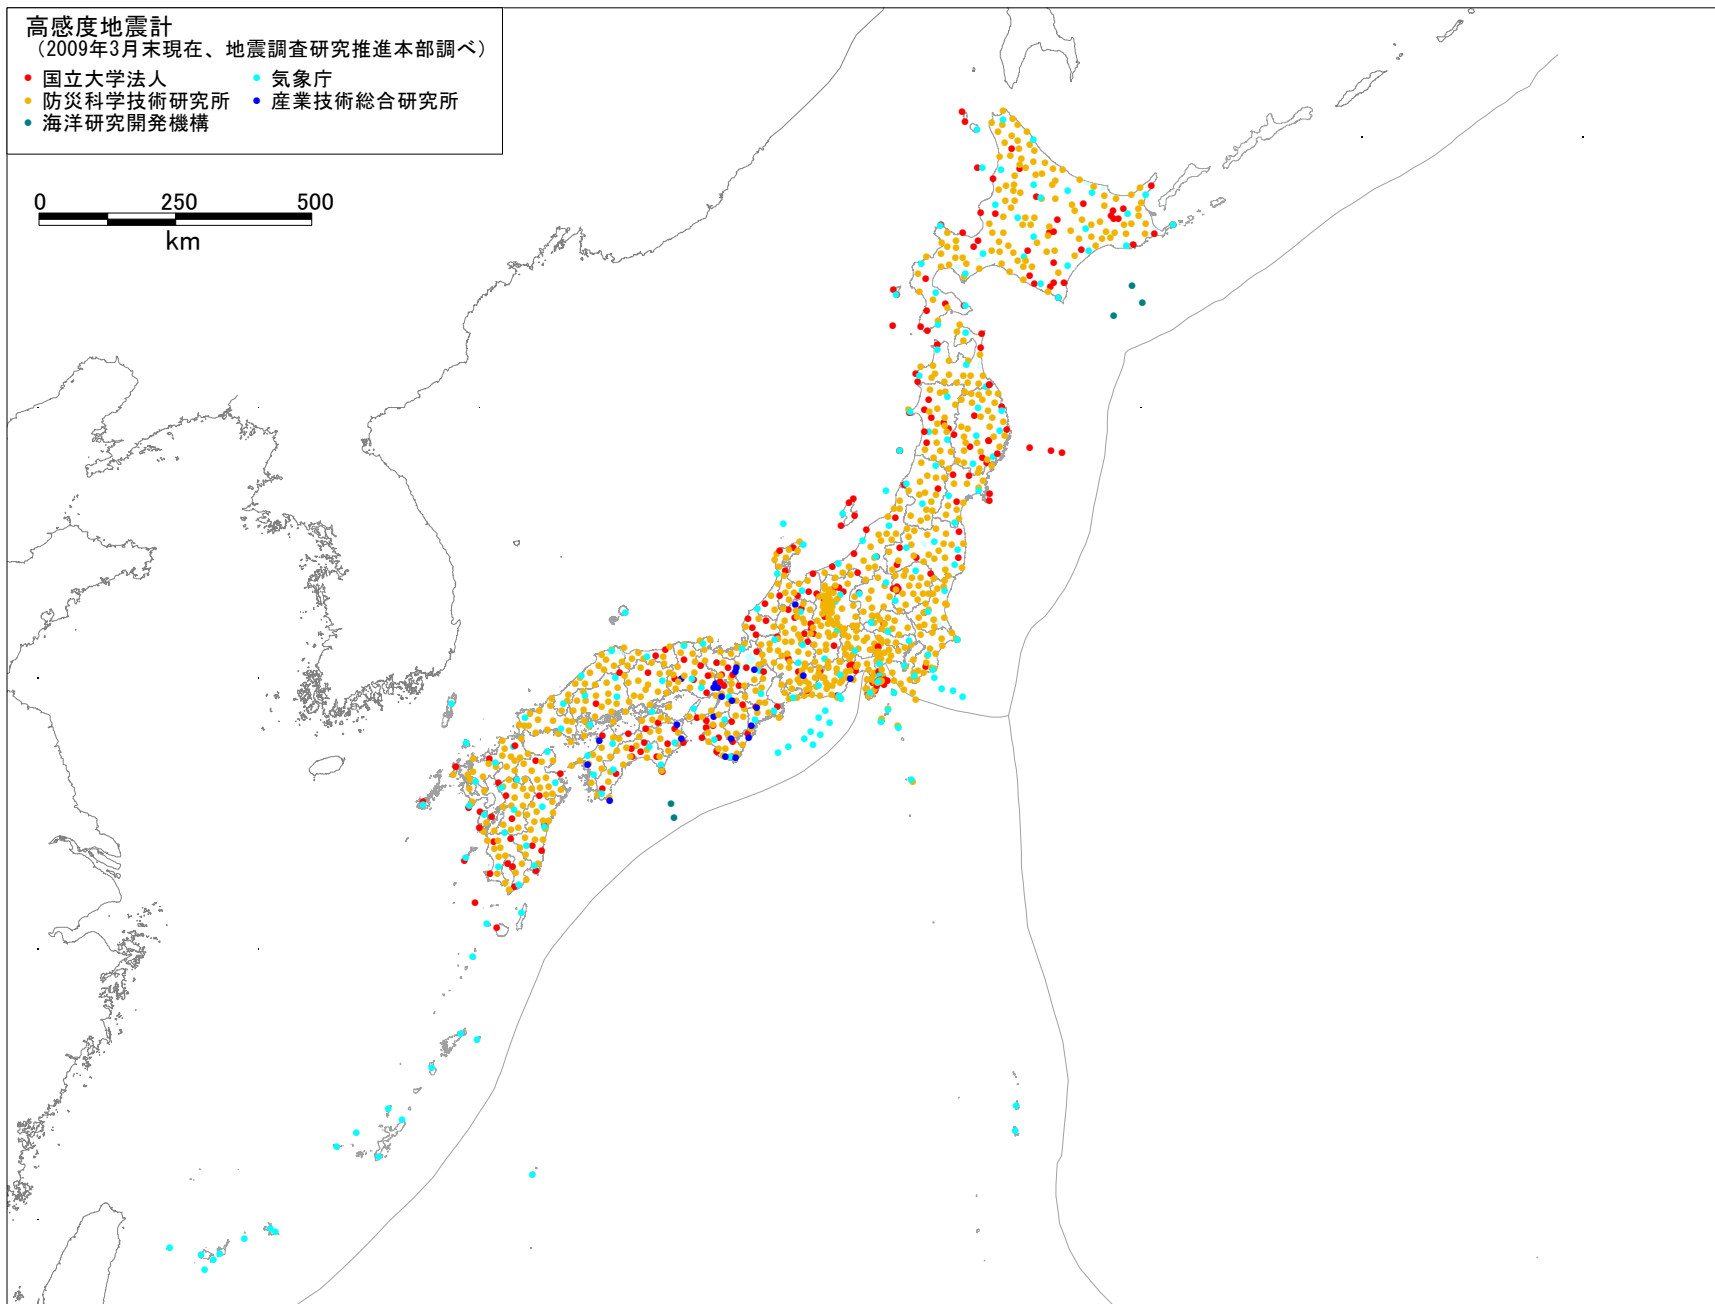 高感度地震計
（2009年3月末現在、地震調査研究推進本部調べ）
国立大学法人 気象庁
防災科学技術研究所 産業技術総合研究所
海洋研究開発機構
0 250 500
km